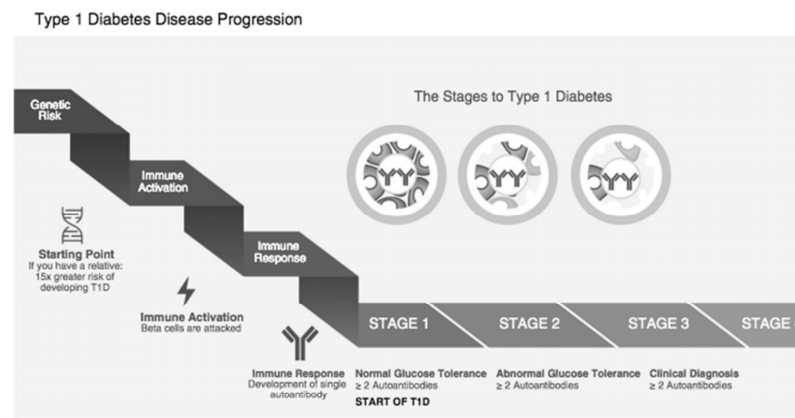 Type 1 Diabetes Disease Progression
Genetic
Risk
The Stages to Type 1 Diabetes
Immune
Activation
Immune
Response
Starting Point
If you have a relative:
15x greater risk of
developing T1D
Immune Activation
Beta cells are attacked
STAGE 1
STAGE 2
STAGE 3
STAGE
Immune Response
Development of single
autoantibody
Normal Glucose Tolerance
≥ 2 Autoantibodies
START OF T1D
Abnormal Glucose Tolerance
≥ 2 Autoantibodies
Clinical Diagnosis
≥ 2 Autoantibodies